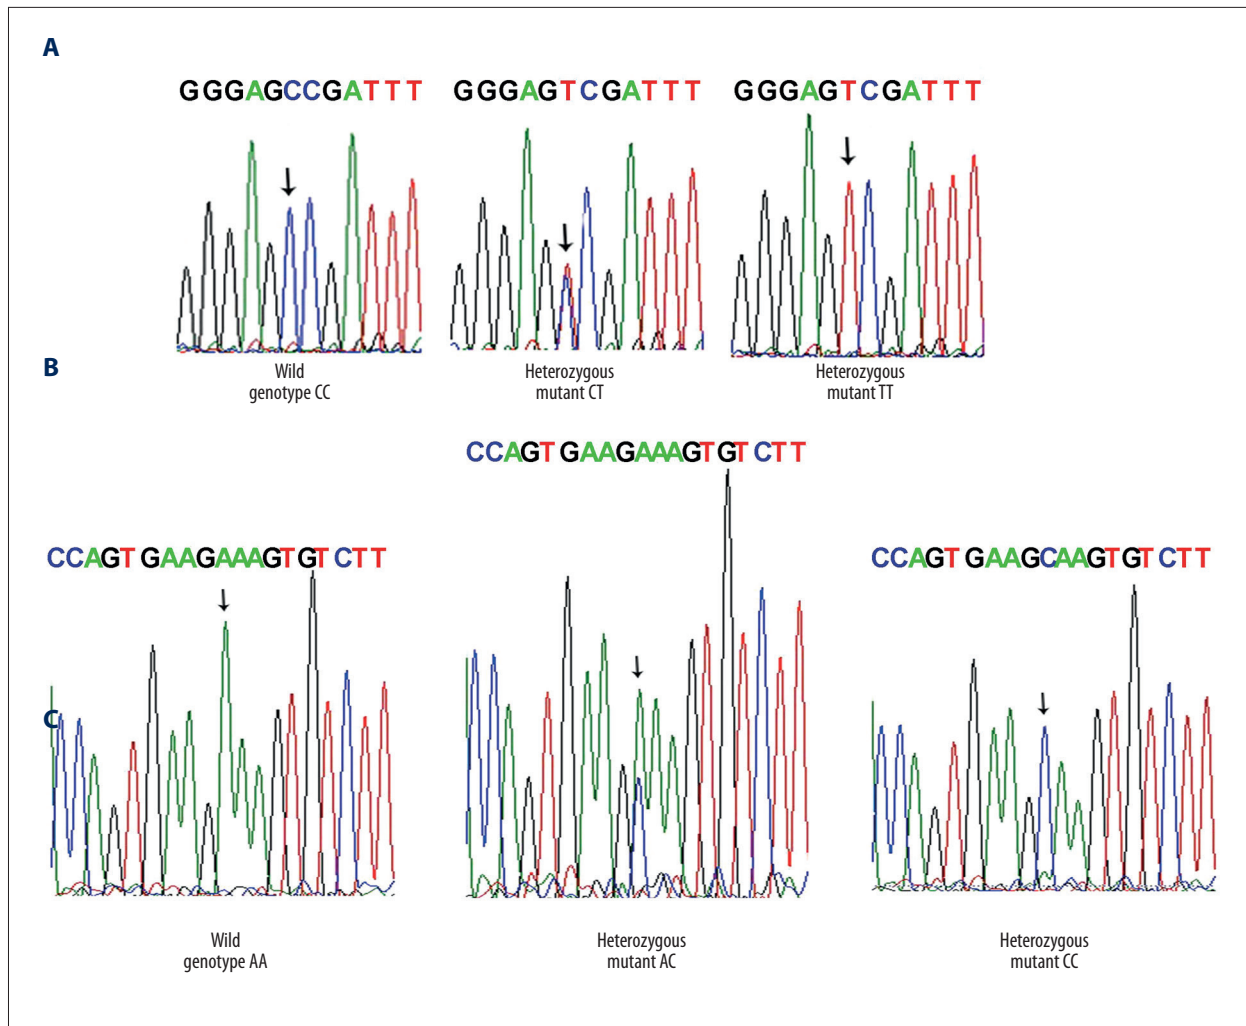 A
GGGAGCCGATTT GGGAGTCGATTT GGGAGTCGATTT
Wild
genotype CC
Heterozygous
mutant CT
Heterozygous
mutant TT
B
CCAGTGAAGAAAGTGTCTT
CCAGTGAAGAAAGTGTCTT
CCAGTGAAGCAAGTGTCTT
C
Wild
genotype AA
Heterozygous
mutant AC
Heterozygous
mutant CC